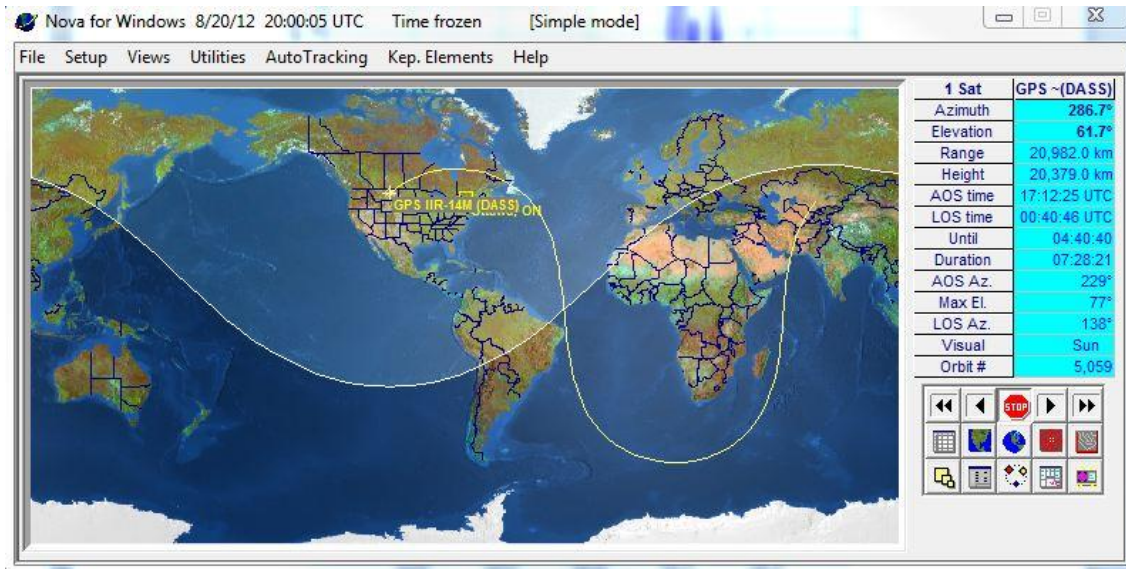 Nova for Windows 8/20/12 20:00:05 UTC Time frozen [Simple mode]
File Setup Views Utilities AutoTracking Kep. Elements Help
1 Sat GPS ~(DASS)
Azimuth 286.7°
Elevation 61.7°
Range 20,982.0 km
Height 20,379.0 km
AOS time 17:12:25 UTC
LOS time 00:40:46 UTC
Until 04:40:40
Duration 07:28:21
AOS Az. 229°
Max El. 77°
LOS Az. 138°
Visual Sun
Orbit # 5,059
GPS IIR-14M (DASS)
ON
STOP